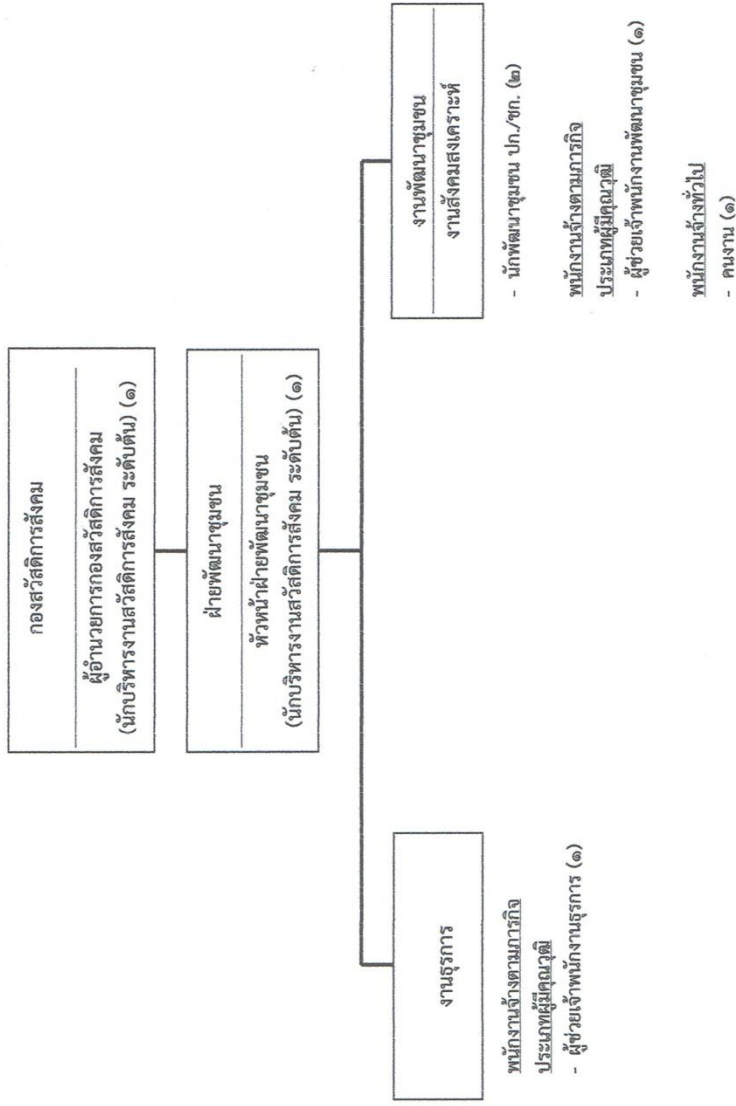 กองสวัสดิการสังคม
ผู้อำนวยการกองสวัสดิการสังคม
(นักบริหารงานสวัสดิการสังคม ระดับต้น) (๑)
ฝ่ายพัฒนาชุมชน
หัวหน้าฝ่ายพัฒนาชุมชน
(นักบริหารงานสวัสดิการสังคม ระดับต้น) (๑)
งานธุรการ
พนักงานจ้างตามภารกิจ
ประเภทผู้มีคุณวุฒิ
- ผู้ช่วยเจ้าพนักงานธุรการ (๑)
งานพัฒนาชุมชน
งานสังคมสงเคราะห์
- นักพัฒนาชุมชน ปก./ชก. (๒)
พนักงานจ้างตามภารกิจ
ประเภทผู้มีคุณวุฒิ
- ผู้ช่วยเจ้าพนักงานพัฒนาชุมชน (๑)
พนักงานจ้างทั่วไป
- คนงาน (๑)